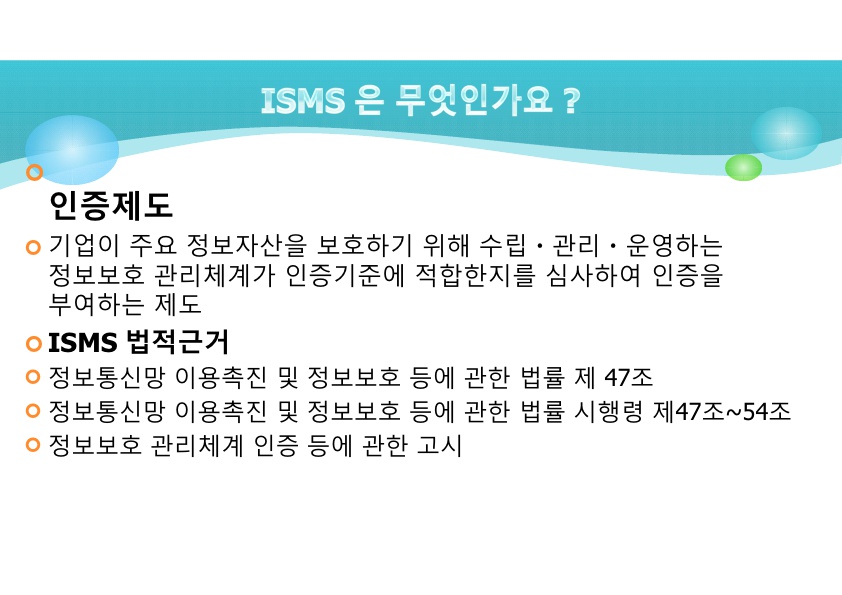 ISMS 은 무엇인가요 ?
인증제도
기업이 주요 정보자산을 보호하기 위해 수립·관리·운영하는
정보보호 관리체계가 인증기준에 적합한지를 심사하여 인증을
부여하는 제도
ISMS 법적근거
정보통신망 이용촉진 및 정보보호 등에 관한 법률 제 47조
정보통신망 이용촉진 및 정보보호 등에 관한 법률 시행령 제47조~54조
정보보호 관리체계 인증 등에 관한 고시